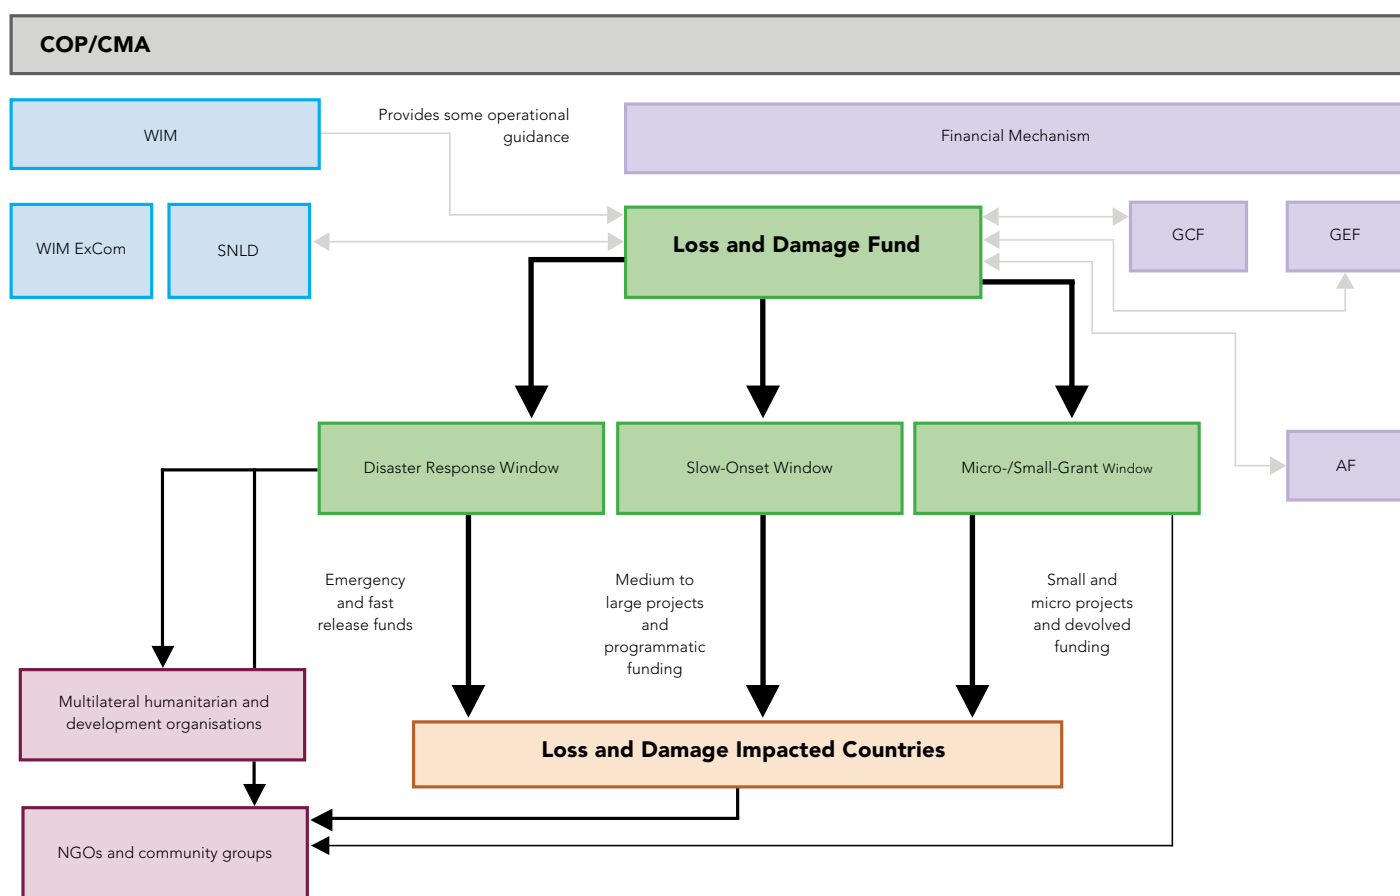 COP/CMA
WIM
Provides some operational
guidance
Financial Mechanism
WIM ExCom
SNLD
Loss and Damage Fund
GCF
GEF
Disaster Response Window
Slow-Onset Window
Micro-/Small-Grant Window
AF
Emergency
and fast
release funds
Medium to
large projects
and
programmatic
funding
Small and
micro projects
and devolved
funding
Multilateral humanitarian and
development organisations
Loss and Damage Impacted Countries
NGOs and community groups